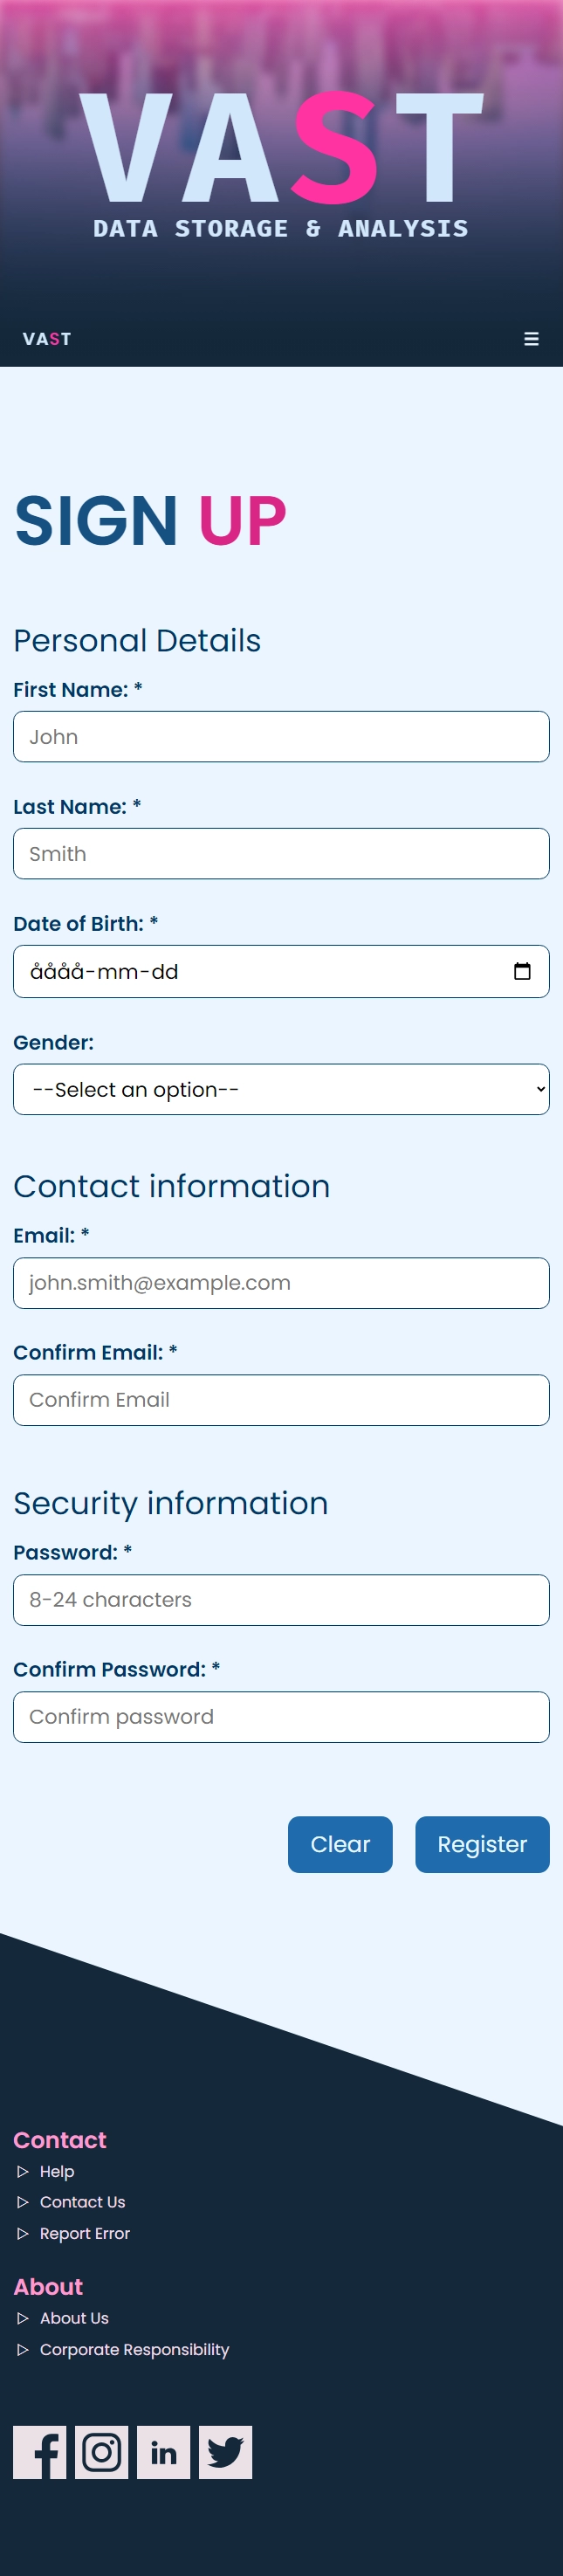 VAST
DATA STORAGE & ANALYSIS
VAST
SIGN UP
Personal Details
First Name: *
John
Last Name: *
Smith
Date of Birth: *
åååå-mm-dd
Gender:
--Select an option--
Contact information
Email: *
john.smith@example.com
Confirm Email: *
Confirm Email
Security information
Password: *
8-24 characters
Confirm Password: *
Confirm password
Clear Register
Contact
Help
Contact Us
Report Error
About
About Us
Corporate Responsibility